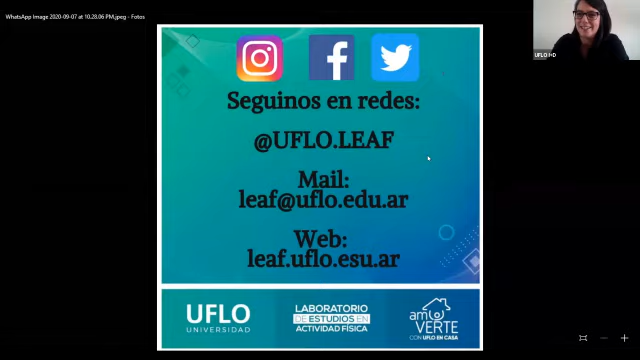 WhatsApp Image 2020-09-07 at 10.28.06 PM.jpeg - Fotos
UFLO I+D
Seguinos en redes:
@UFLO.LEAF
Mail:
leaf@uflo.edu.ar
Web:
leaf.uflo.esu.ar
UFLO
UNIVERSIDAD
LABORATORIO
DE ESTUDIOS EN
ACTIVIDAD FÍSICA
am
VERTE
CON UFLO EN CASA